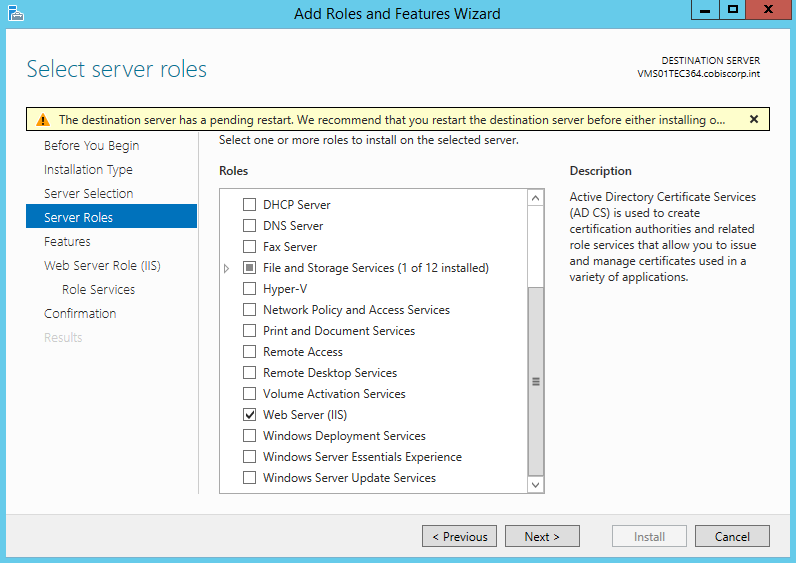 Add Roles and Features Wizard
Select server roles
DESTINATION SERVER
VMS01TEC364.cobiscorp.int
The destination server has a pending restart. We recommend that you restart the destination server before either installing o...
Before You Begin
Installation Type
Server Selection
Server Roles
Features
Web Server Role (IIS)
Role Services
Confirmation
Results
Select one or more roles to install on the selected server.
Roles
DHCP Server
DNS Server
Fax Server
File and Storage Services (1 of 12 installed)
Hyper-V
Network Policy and Access Services
Print and Document Services
Remote Access
Remote Desktop Services
Volume Activation Services
Web Server (IIS)
Windows Deployment Services
Windows Server Essentials Experience
Windows Server Update Services
Description
Active Directory Certificate Services
(AD CS) is used to create
certification authorities and related
role services that allow you to issue
and manage certificates used in a
variety of applications.
< Previous
Next >
Install
Cancel